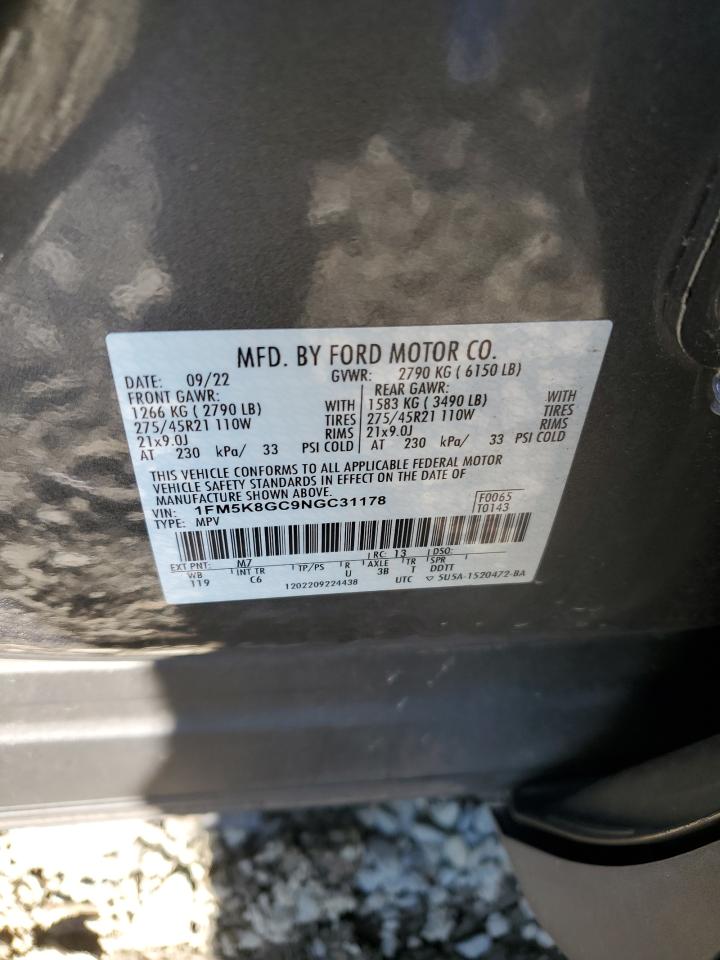 MFD. BY FORD MOTOR CO.
DATE: 09/22 GVWR: 2790 KG ( 6150 LB)
FRONT GAWR: REAR GAWR:
1266 KG ( 2790 LB) WITH 1583 KG ( 3490 LB) WITH
275/45R21 110W TIRES 275/45R21 110W TIRES
21x9.0J RIMS 21x9.0J RIMS
AT 230 kPa/ 33 PSI COLD AT 230 kPa/ 33 PSI COLD
THIS VEHICLE CONFORMS TO ALL APPLICABLE FEDERAL MOTOR
VEHICLE SAFETY STANDARDS IN EFFECT ON THE DATE OF
MANUFACTURE SHOWN ABOVE.
VIN: 1FM5K8GC9NGC31178 F0065
TYPE: MPV T0143
EXT PNT: M7 RC: 13 DSO:
WB INT TR TP/PS R AXLE TR SPR
119 C6 U 3B T DDTT
1202209224438 UTC ▽ 5U5A-1520472-BA